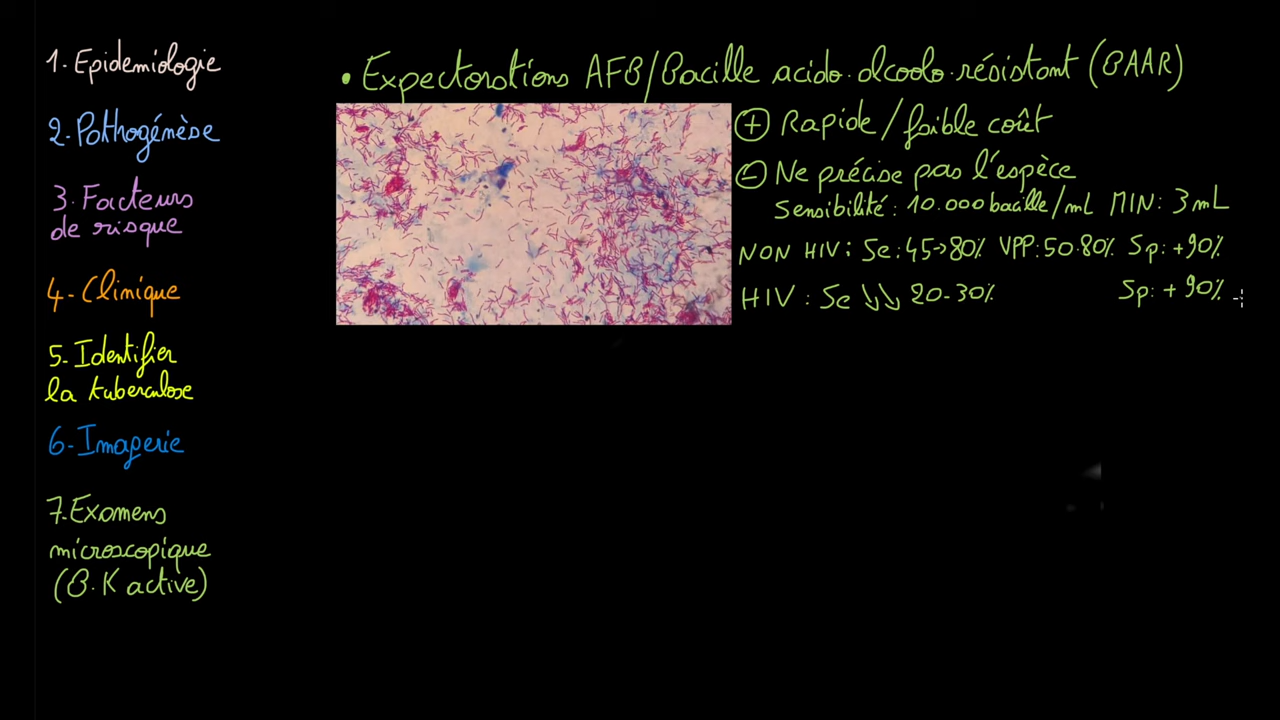 1. Epidemiologie
2. Pathogénèse
3. Facteurs
de risque
4. Clinique
5. Identifier
la tuberculose
6. Imagerie
7. Examens
microscopique
(B.K active)
• Expectorations AFB/Bacille acido-alcoolo-résistant (BAAR)
+ Rapide/faible coût
- Ne précise pas l'espèce
Sensibilité : 10.000 bacille/mL MIN: 3mL
NON HIV : Se : 45→80% VPP: 50-80% Sp: +90%
HIV : Se ↘↘ 20-30% Sp: +90%